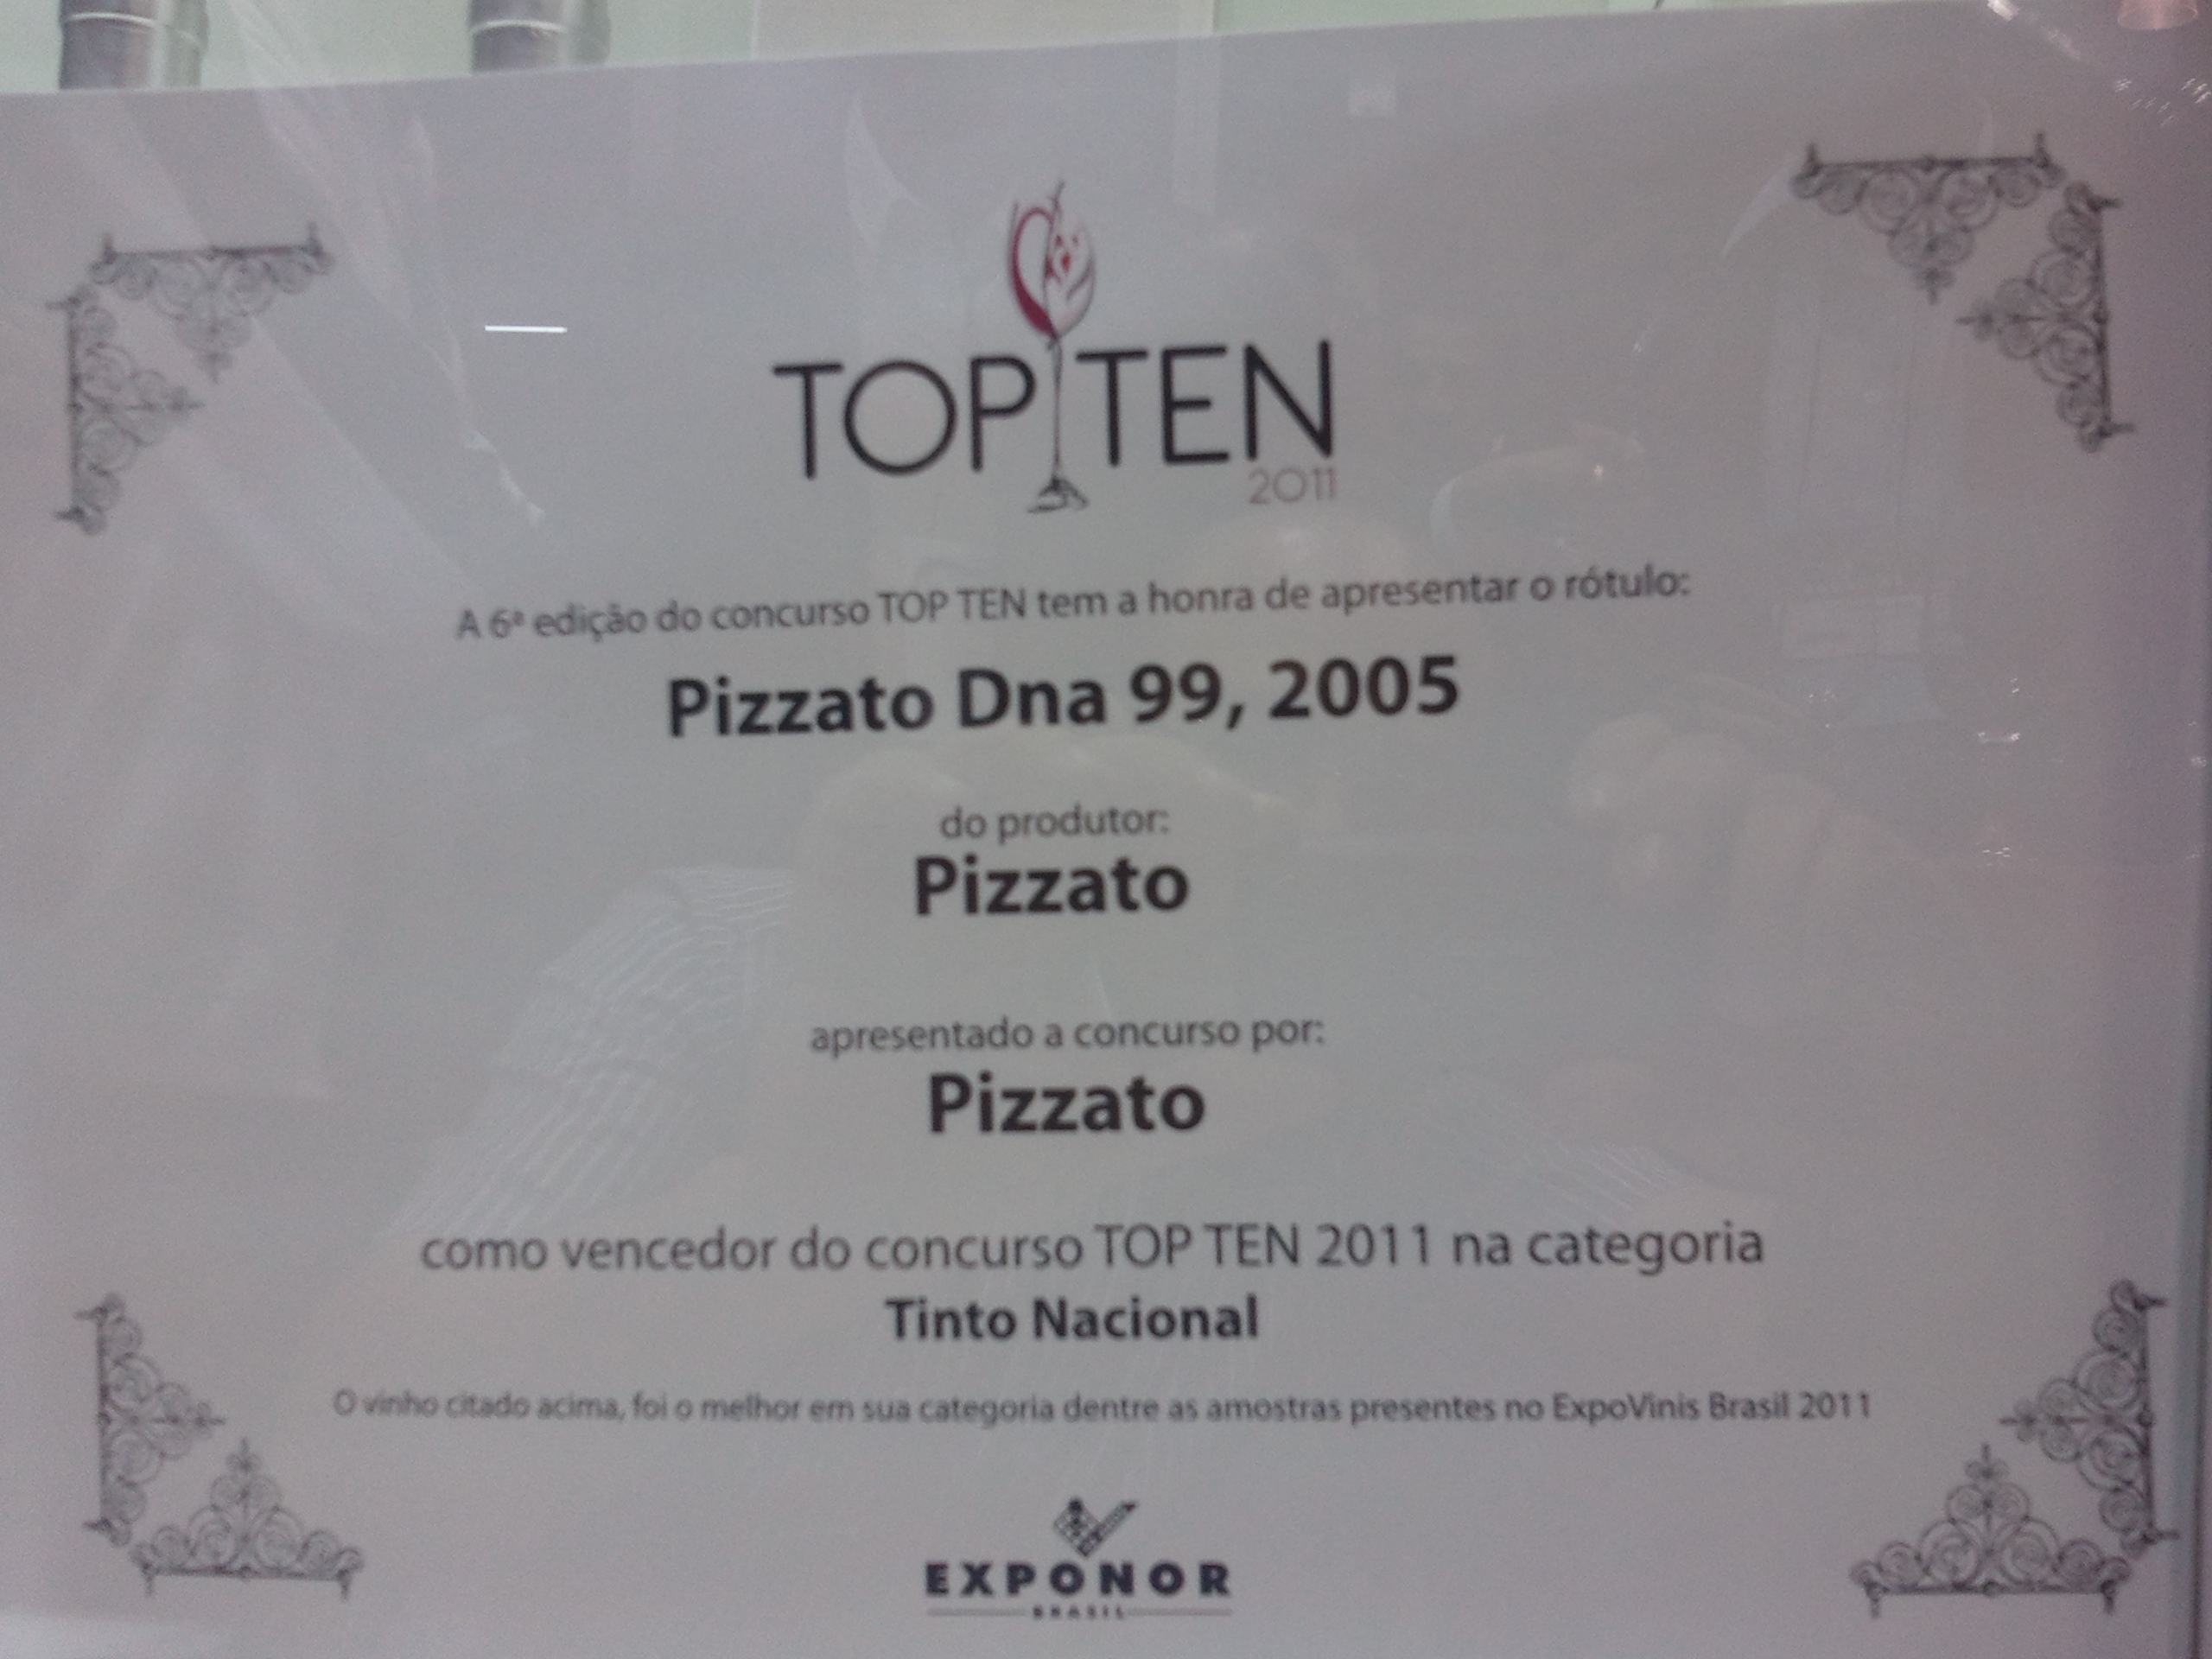 TOP TEN
2011
A 6ª edição do concurso TOP TEN tem a honra de apresentar o rótulo:
Pizzato Dna 99, 2005
do produtor:
Pizzato
apresentado a concurso por:
Pizzato
como vencedor do concurso TOP TEN 2011 na categoria
Tinto Nacional
O vinho citado acima, foi o melhor em sua categoria dentre as amostras presentes no ExpoVinis Brasil 2011
EXPONOR
BRASIL